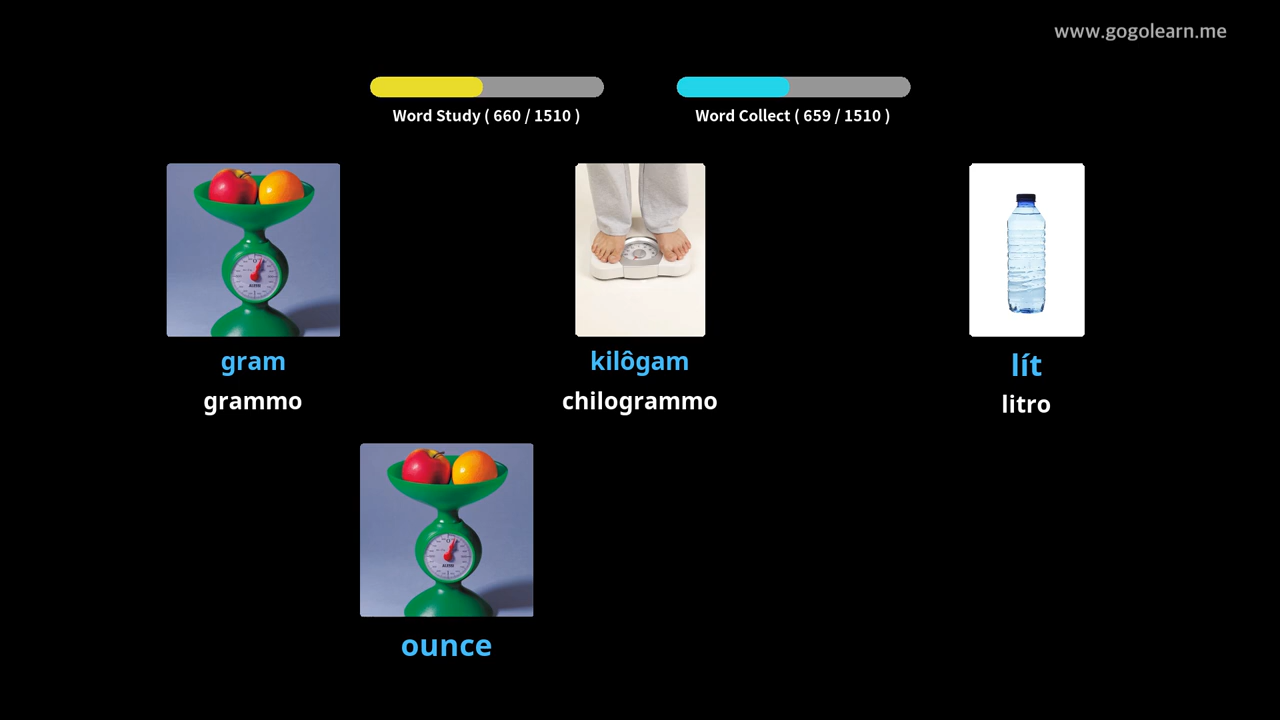 www.gogolearn.me
Word Study ( 660 / 1510 )
Word Collect ( 659 / 1510 )
gram
kilôgam
lít
grammo
chilogrammo
litro
ounce